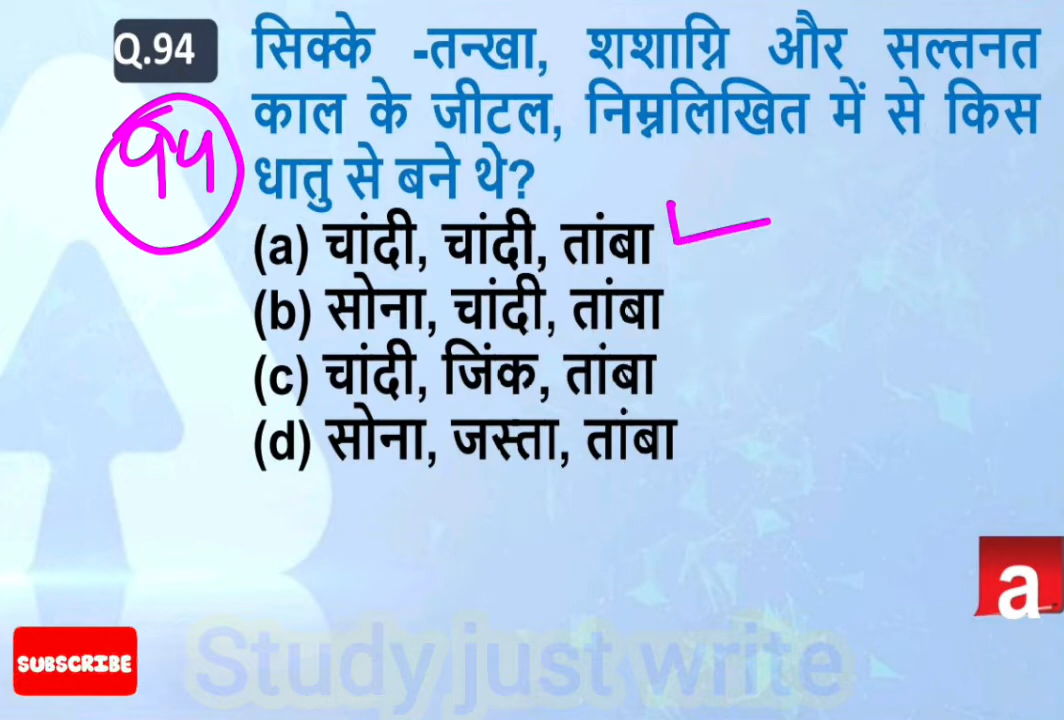 Q.94 सिक्के -तन्खा, शशाग्नि और सल्तनत
काल के जीटल, निम्नलिखित में से किस
94
धातु से बने थे?
(a) चांदी, चांदी, तांबा
(b) सोना, चांदी, तांबा
(c) चांदी, जिंक, तांबा
(d) सोना, जस्ता, तांबा
a
SUBSCRIBE
Study just write